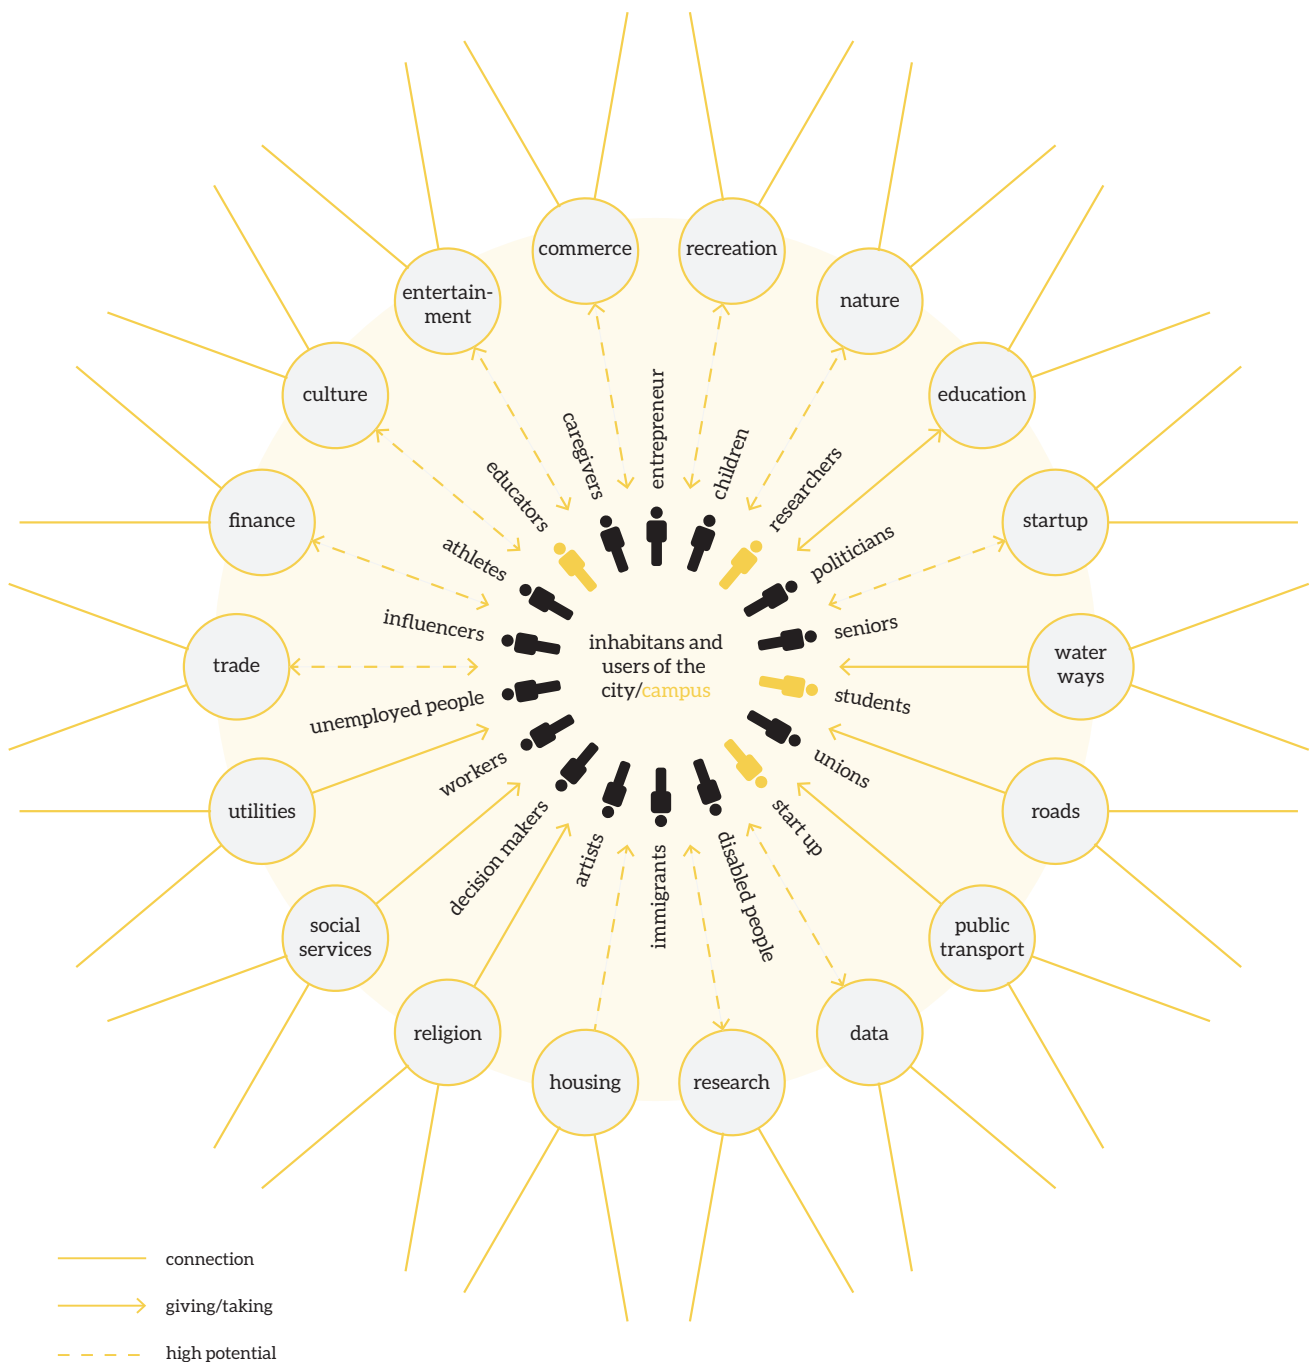 commerce
recreation
entertain-
ment
nature
culture
education
finance
startup
trade
water
ways
utilities
roads
social
services
public
transport
religion
data
housing
research
entrepreneur
children
researchers
politicians
seniors
students
unions
start up
disabled people
immigrants
artists
decision makers
workers
unemployed people
influencers
athletes
educators
caregivers
inhabitans and
users of the
city/campus
connection
giving/taking
high potential